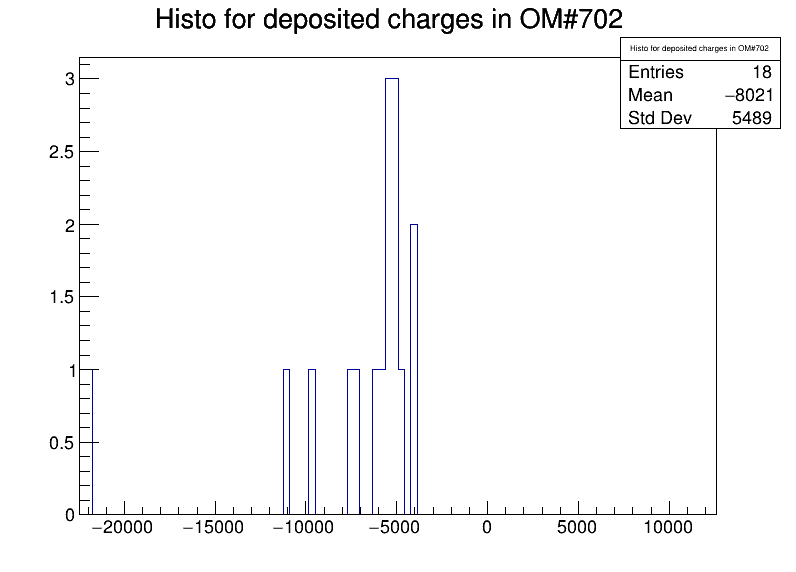 Histo for deposited charges in OM#702
Histo for deposited charges in OM#702
Entries 18
Mean −8021
Std Dev 5489
3
2.5
2
1.5
1
0.5
0
−20000 −15000 −10000 −5000 0 5000 10000